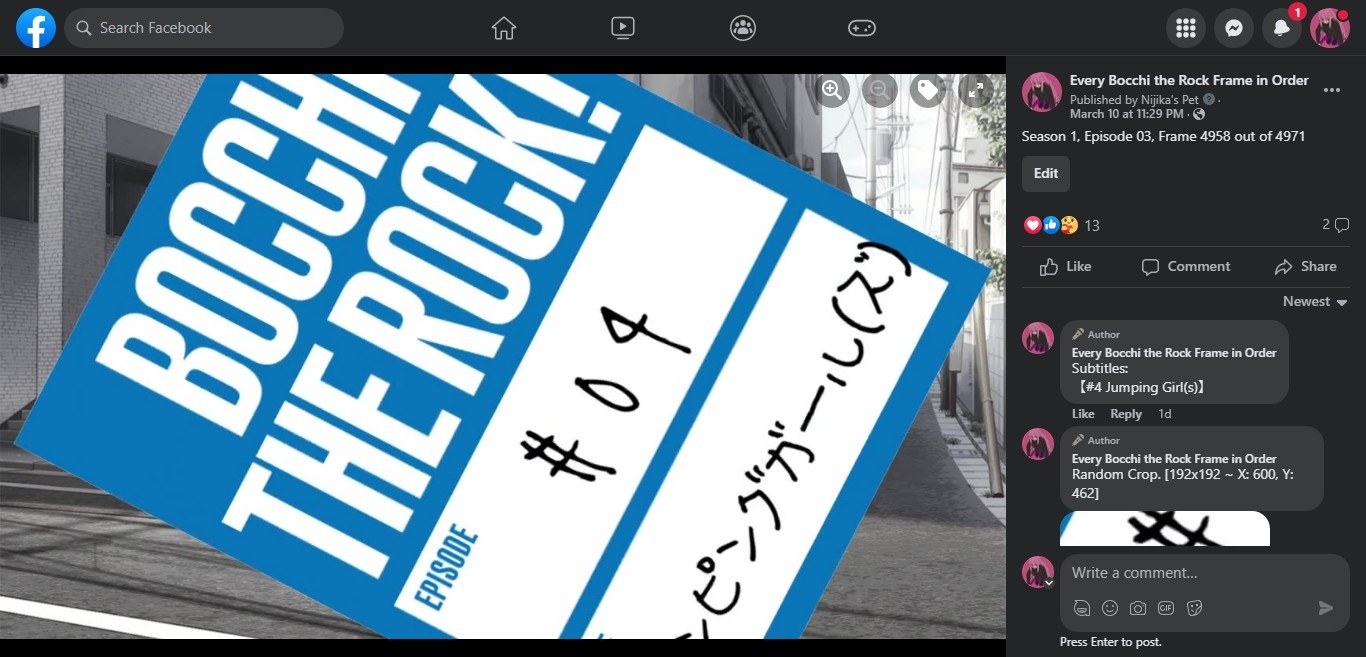 Search Facebook
1
BOCCHI
THE ROCK!
EPISODE
#04
ンピングガール(ズ)
Every Bocchi the Rock Frame in Order
Published by Nijika's Pet ·
March 10 at 11:29 PM ·
Season 1, Episode 03, Frame 4958 out of 4971
Edit
13
2
Like
Comment
Share
Newest
Author
Every Bocchi the Rock Frame in Order
Subtitles:
【#4 Jumping Girl(s)】
Like Reply 1d
Author
Every Bocchi the Rock Frame in Order
Random Crop. [192x192 ~ X: 600, Y:
462]
Write a comment...
GIF
Press Enter to post.